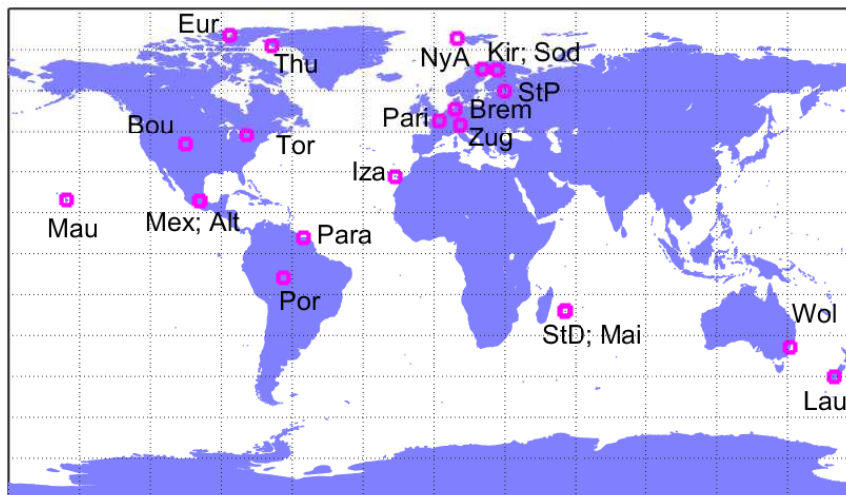 Eur
Thu
NyA
Kir; Sod
StP
Brem
Pari
Zug
Bou
Tor
Iza
Mau
Mex; Alt
Para
Por
StD; Mai
Wol
Lau